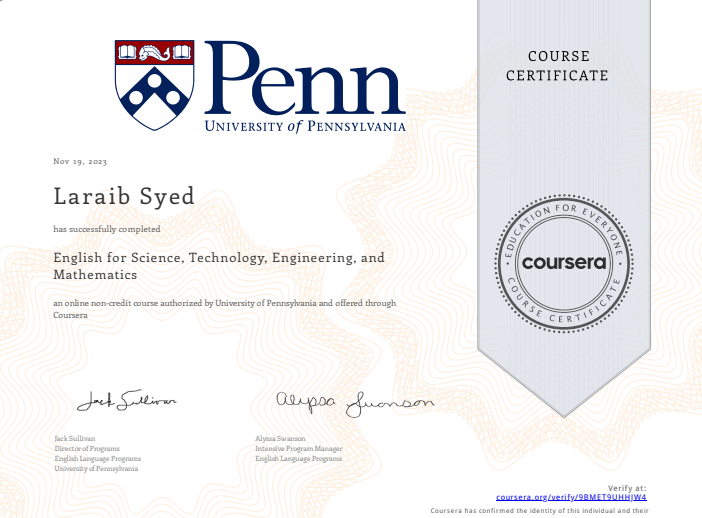 Penn
UNIVERSITY of PENNSYLVANIA
COURSE
CERTIFICATE
Nov 19, 2023
Laraib Syed
has successfully completed
English for Science, Technology, Engineering, and
Mathematics
an online non-credit course authorized by University of Pennsylvania and offered through
Coursera
EDUCATION FOR EVERYONE
coursera
COURSE CERTIFICATE
Jack Sullivan
Alyssa Swanson
Jack Sullivan
Director of Programs
English Language Programs
University of Pennsylvania
Alyssa Swanson
Intensive Program Manager
English Language Programs
Verify at:
coursera.org/verify/9BMET9UHHJW4
Coursera has confirmed the identity of this individual and their